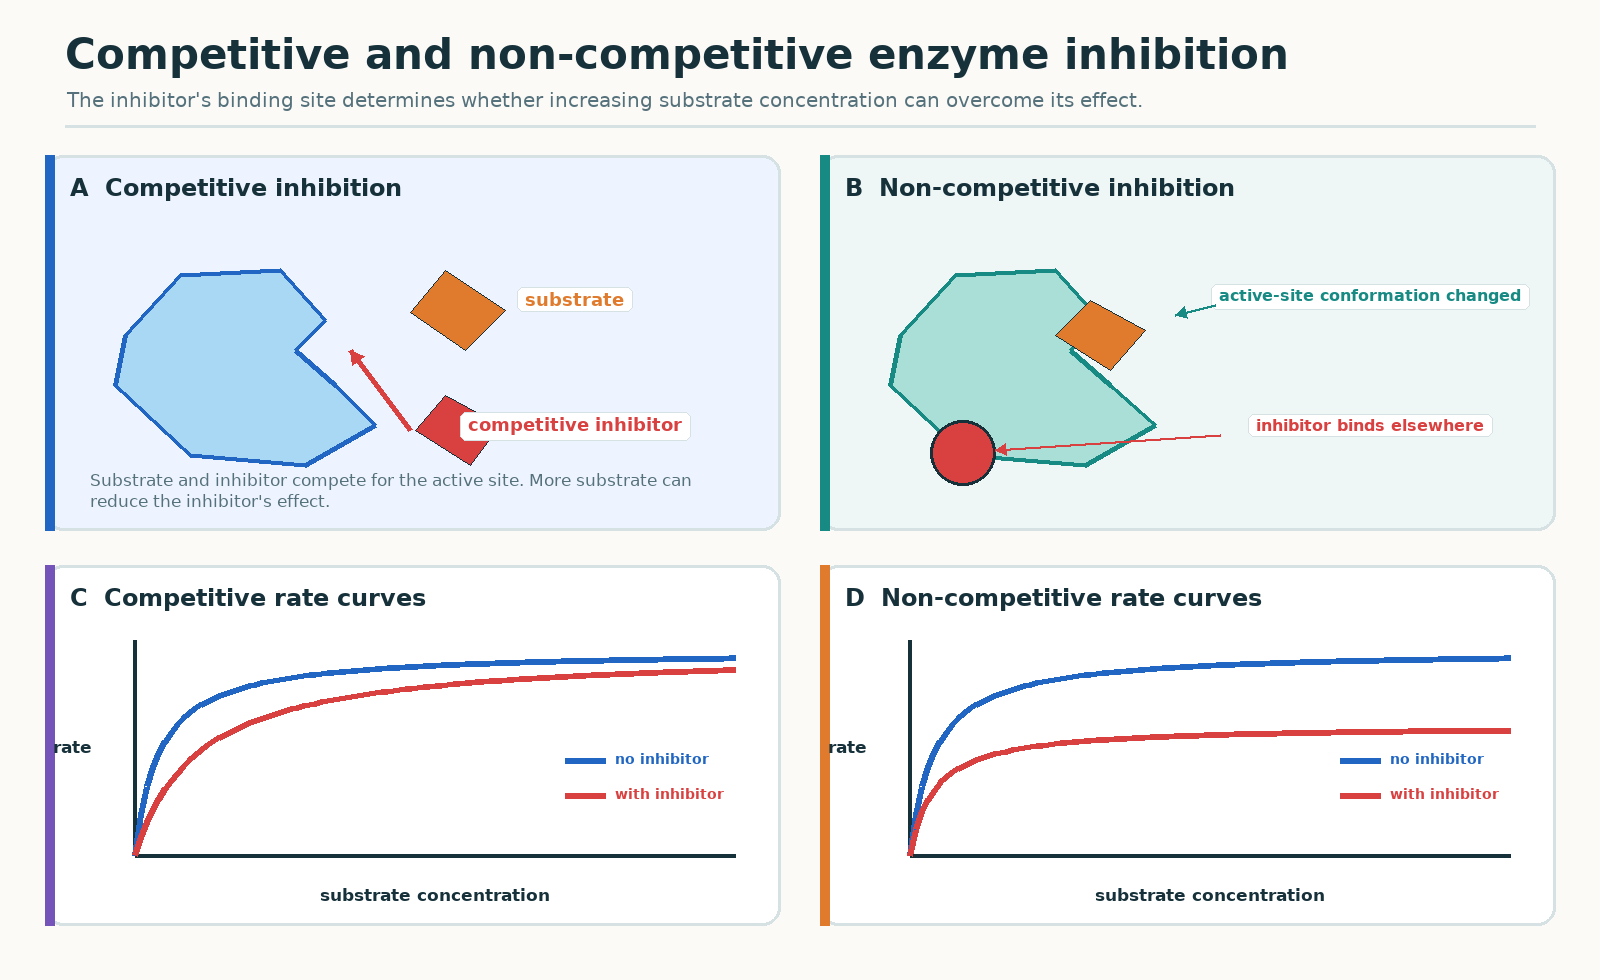 Competitive and non-competitive enzyme inhibition
The inhibitor's binding site determines whether increasing substrate concentration can overcome its effect.
A Competitive inhibition
substrate
competitive inhibitor
Substrate and inhibitor compete for the active site. More substrate can
reduce the inhibitor's effect.
B Non-competitive inhibition
active-site conformation changed
inhibitor binds elsewhere
C Competitive rate curves
rate
no inhibitor
with inhibitor
substrate concentration
D Non-competitive rate curves
rate
no inhibitor
with inhibitor
substrate concentration